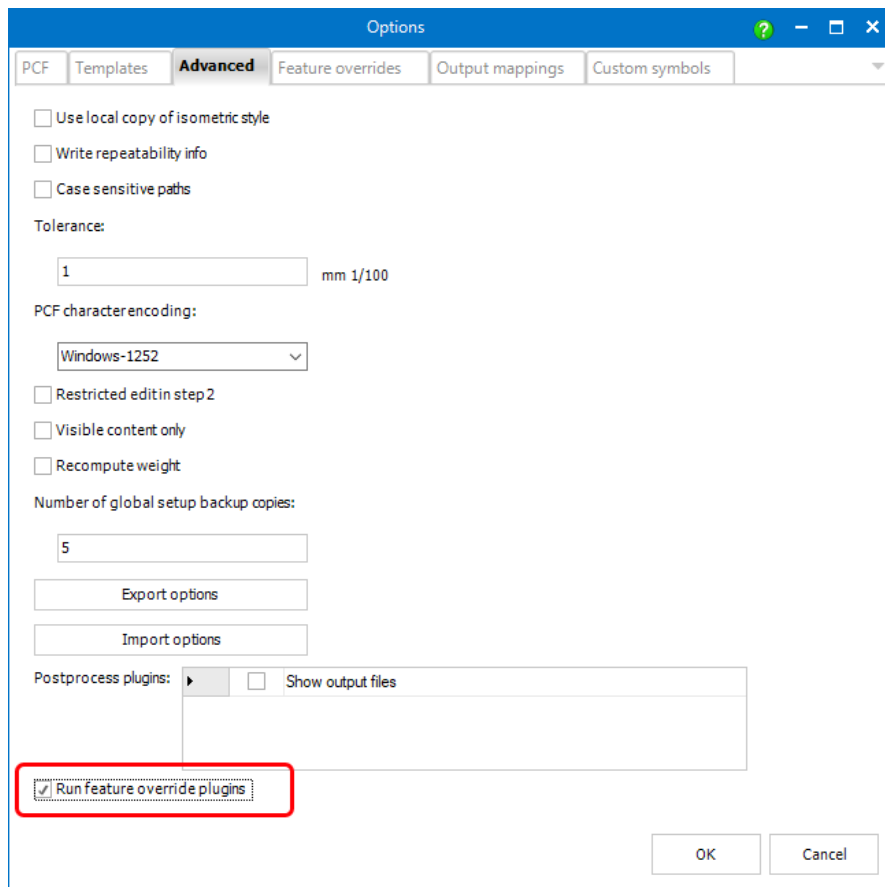 Options
?
PCF Templates Advanced Feature overrides Output mappings Custom symbols
Use local copy of isometric style
Write repeatability info
Case sensitive paths
Tolerance:
1 mm 1/100
PCF character encoding:
Windows-1252
Restricted edit in step 2
Visible content only
Recompute weight
Number of global setup backup copies:
5
Export options
Import options
Postprocess plugins: Show output files
Run feature override plugins
OK Cancel